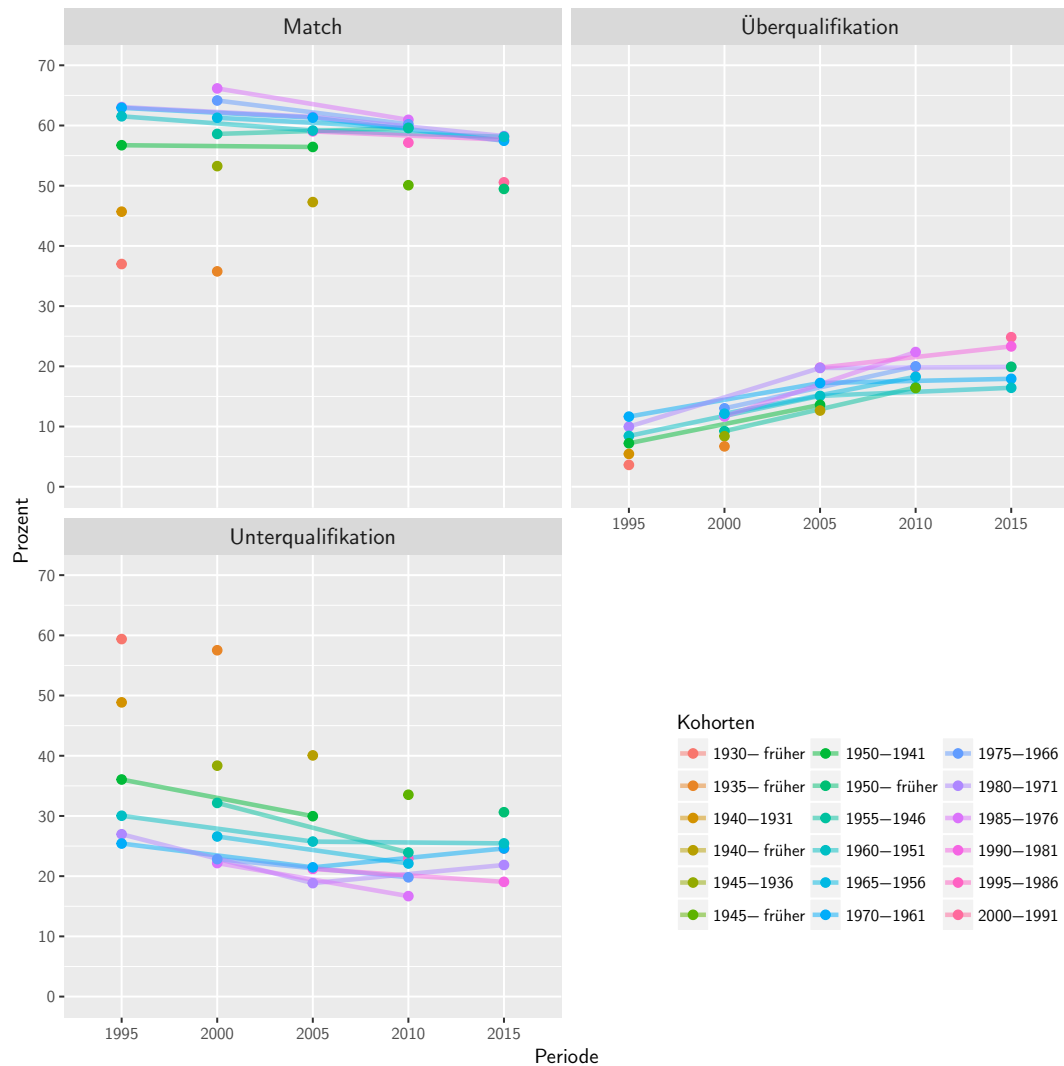 Match
Überqualifikation
70
60
50
40
30
20
10
0
1995 2000 2005 2010 2015
Prozent
Unterqualifikation
70
60
50
40
30
20
10
0
1995 2000 2005 2010 2015
Periode
Kohorten
1930− früher 1950−1941 1975−1966
1935− früher 1950− früher 1980−1971
1940−1931 1955−1946 1985−1976
1940− früher 1960−1951 1990−1981
1945−1936 1965−1956 1995−1986
1945− früher 1970−1961 2000−1991